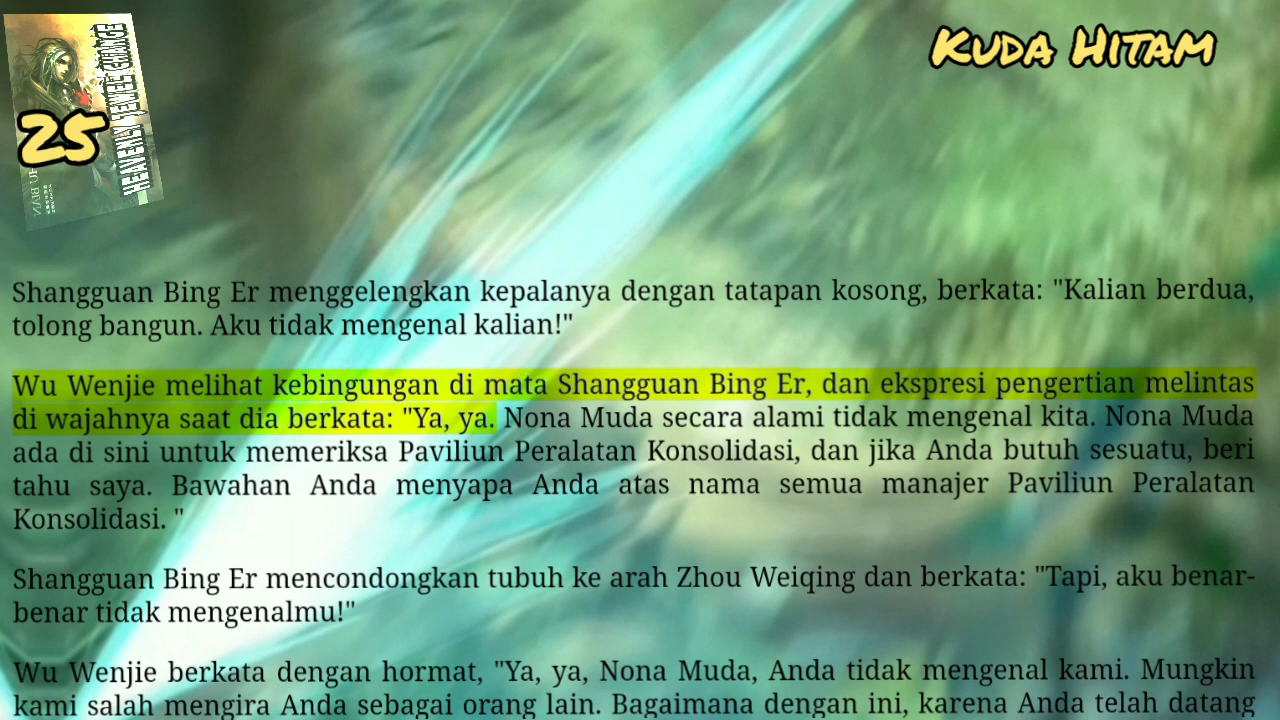 HEAVENLY JEWEL CHANGE
25
Kuda Hitam
Shangguan Bing Er menggelengkan kepalanya dengan tatapan kosong, berkata: "Kalian berdua,
tolong bangun. Aku tidak mengenal kalian!"
Wu Wenjie melihat kebingungan di mata Shangguan Bing Er, dan ekspresi pengertian melintas
di wajahnya saat dia berkata: "Ya, ya. Nona Muda secara alami tidak mengenal kita. Nona Muda
ada di sini untuk memeriksa Paviliun Peralatan Konsolidasi, dan jika Anda butuh sesuatu, beri
tahu saya. Bawahan Anda menyapa Anda atas nama semua manajer Paviliun Peralatan
Konsolidasi. "
Shangguan Bing Er mencondongkan tubuh ke arah Zhou Weiqing dan berkata: "Tapi, aku benar-
benar tidak mengenalmu!"
Wu Wenjie berkata dengan hormat, "Ya, ya, Nona Muda, Anda tidak mengenal kami. Mungkin
kami salah mengira Anda sebagai orang lain. Bagaimana dengan ini, karena Anda telah datang